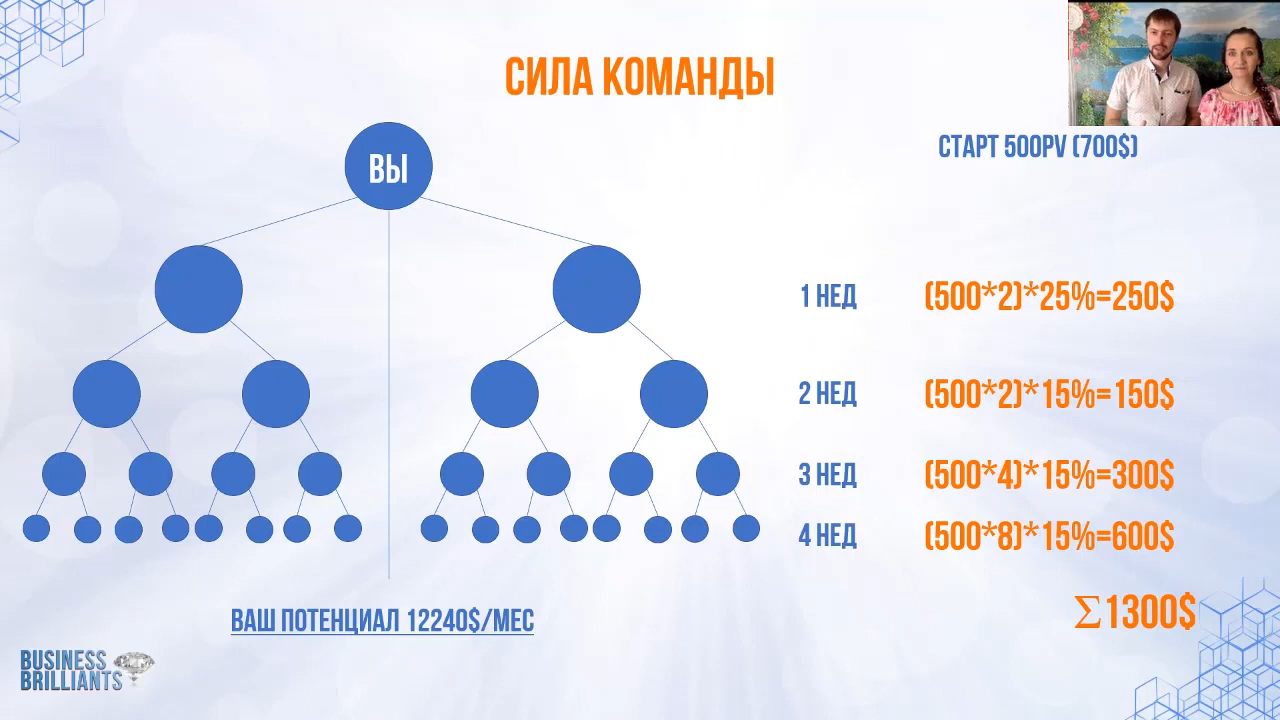 СИЛА КОМАНДЫ
СТАРТ 500PV (700$)
ВЫ
1 НЕД (500*2)*25%=250$
2 НЕД (500*2)*15%=150$
3 НЕД (500*4)*15%=300$
4 НЕД (500*8)*15%=600$
∑1300$
ВАШ ПОТЕНЦИАЛ 12240$/МЕС
BUSINESS
BRILLIANTS